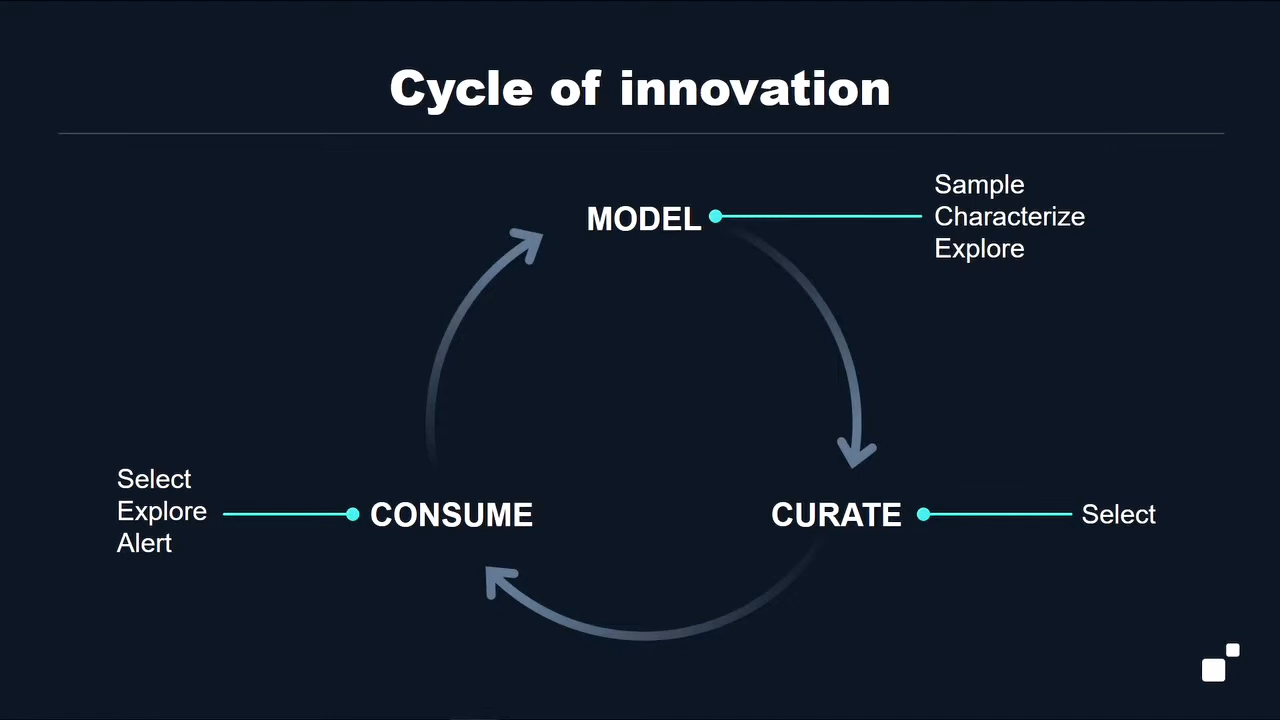 Cycle of innovation
MODEL
Sample
Characterize
Explore
Select
Explore
Alert
CONSUME
CURATE
Select